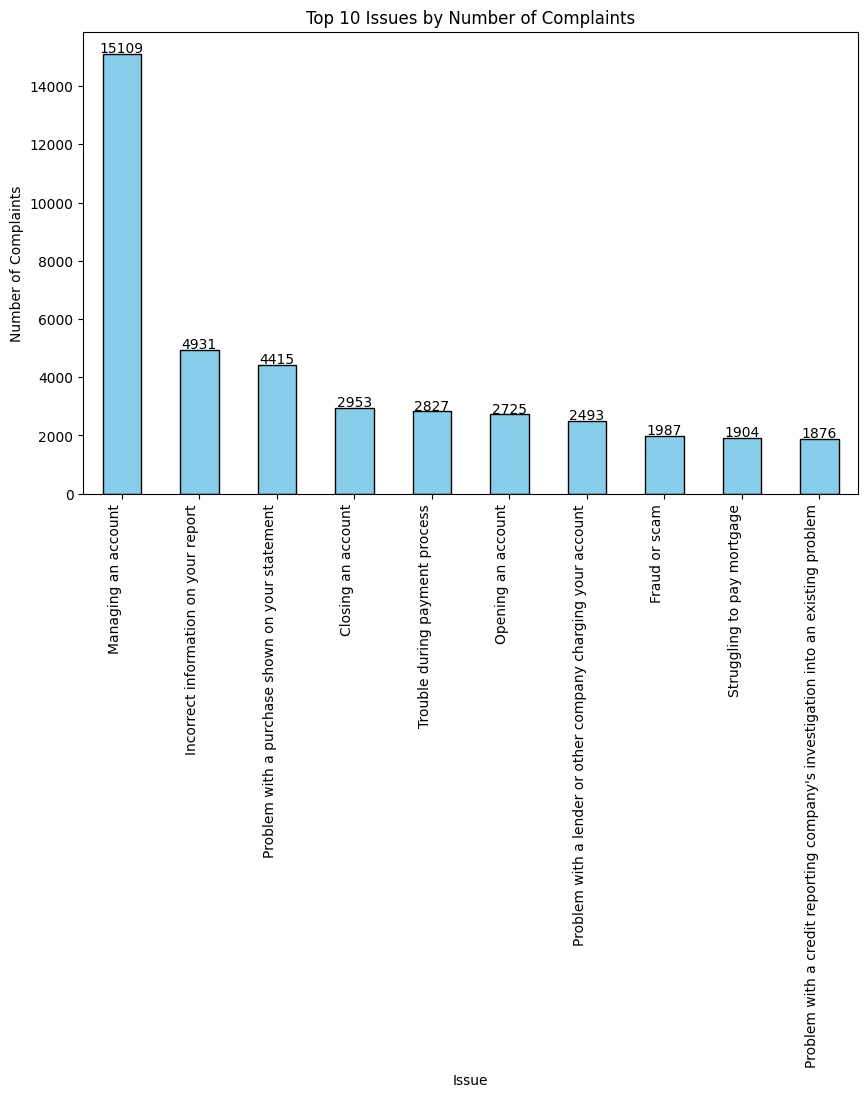 Top 10 Issues by Number of Complaints
Number of Complaints
14000
12000
10000
8000
6000
4000
2000
0
15109
4931
4415
2953
2827
2725
2493
1987
1904
1876
Managing an account
Incorrect information on your report
Problem with a purchase shown on your statement
Closing an account
Trouble during payment process
Opening an account
Problem with a lender or other company charging your account
Fraud or scam
Struggling to pay mortgage
Problem with a credit reporting company's investigation into an existing problem
Issue